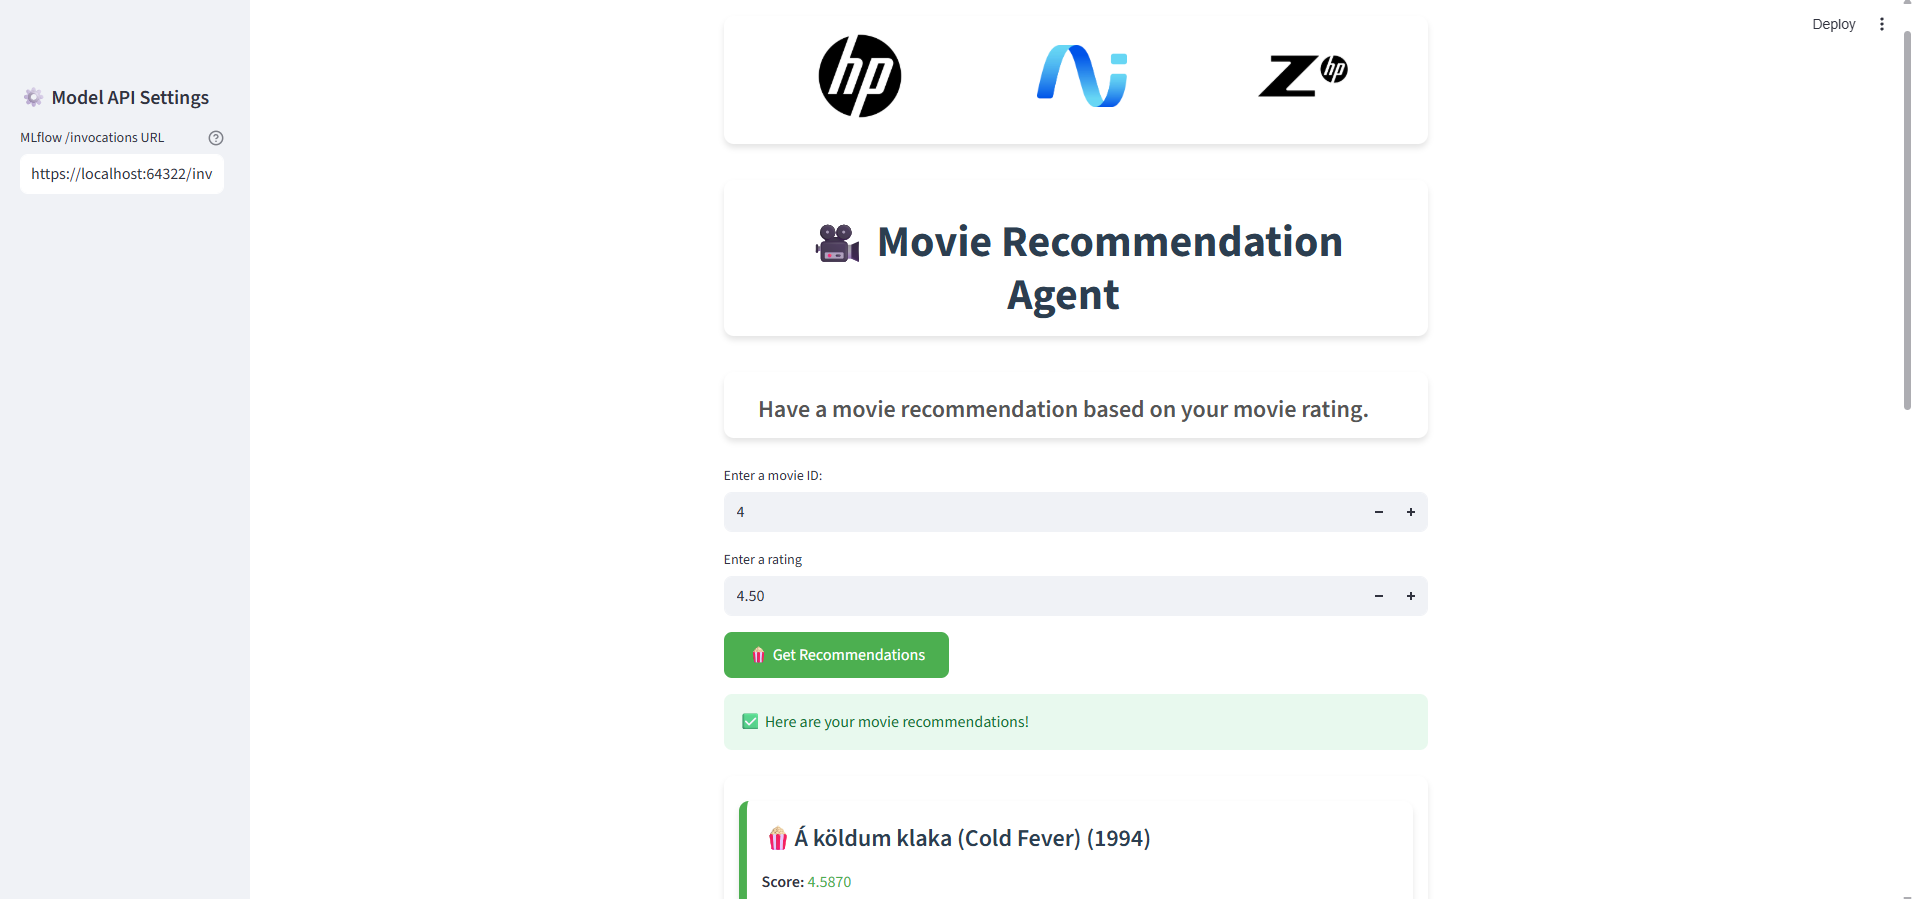 Deploy
hp
Z hp
Model API Settings
MLflow /invocations URL
https://localhost:64322/inv
Movie Recommendation
Agent
Have a movie recommendation based on your movie rating.
Enter a movie ID:
4
Enter a rating
4.50
Get Recommendations
Here are your movie recommendations!
Á köldum klaka (Cold Fever) (1994)
Score: 4.5870